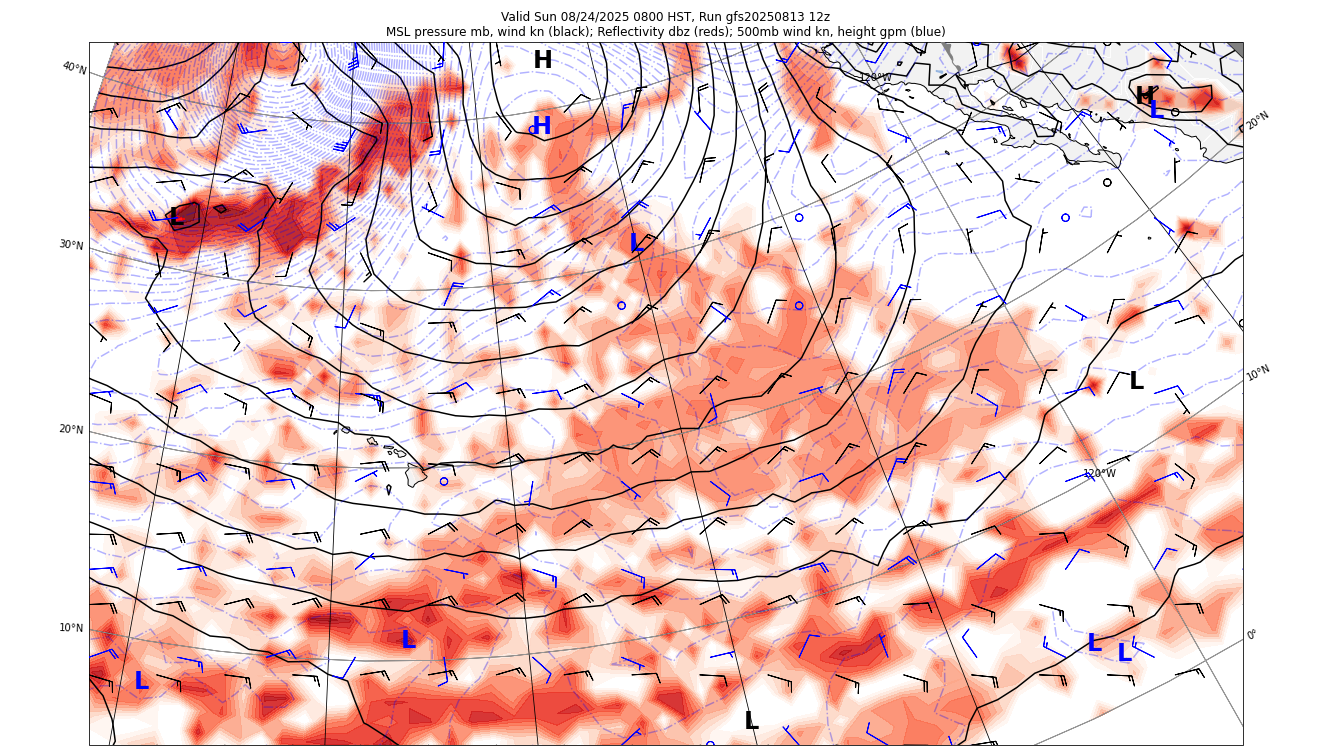 Valid Sun 08/24/2025 0800 HST, Run gfs20250813 12z
MSL pressure mb, wind kn (black); Reflectivity dbz (reds); 500mb wind kn, height gpm (blue)
40°N
H
120°W
H
L
20°N
H
L
30°N
L
10°N
L
20°N
120°W
10°N
L
L
L
0°
L
L